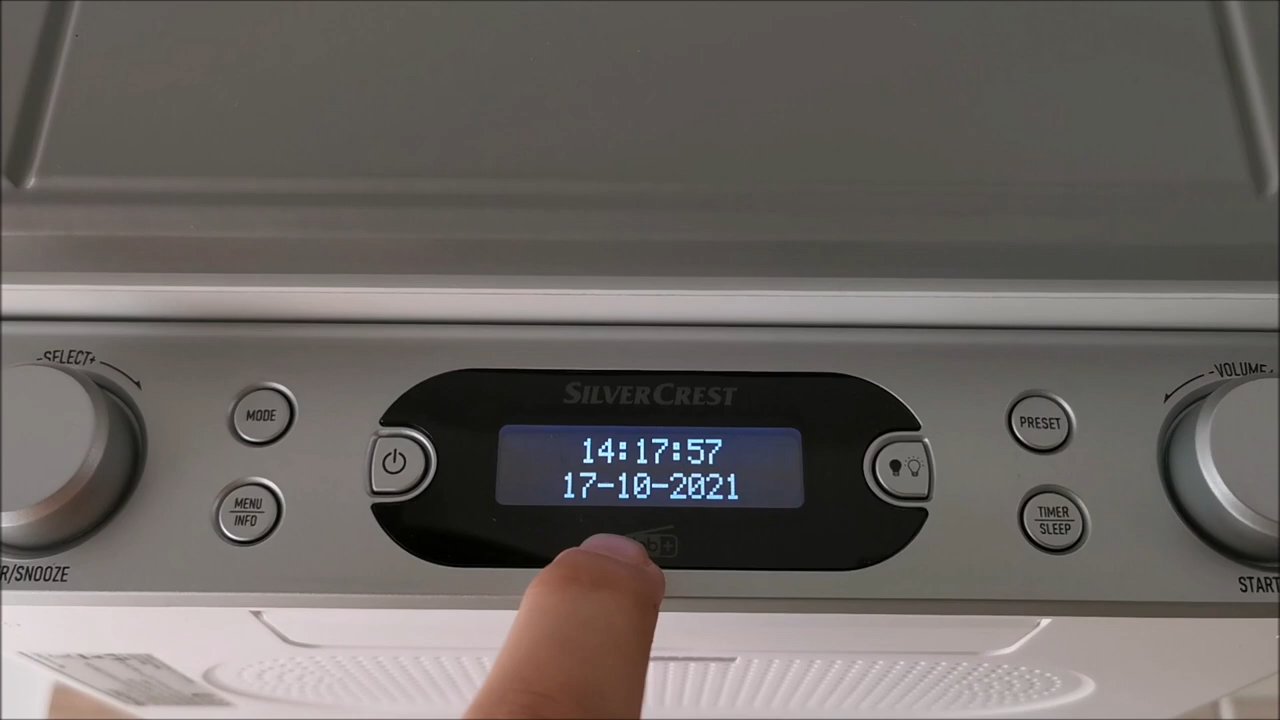 -SELECT+
MODE
MENU
INFO
R/SNOOZE
SILVERCREST
14:17:57
17-10-2021
b+
PRESET
TIMER
SLEEP
-VOLUME+
START